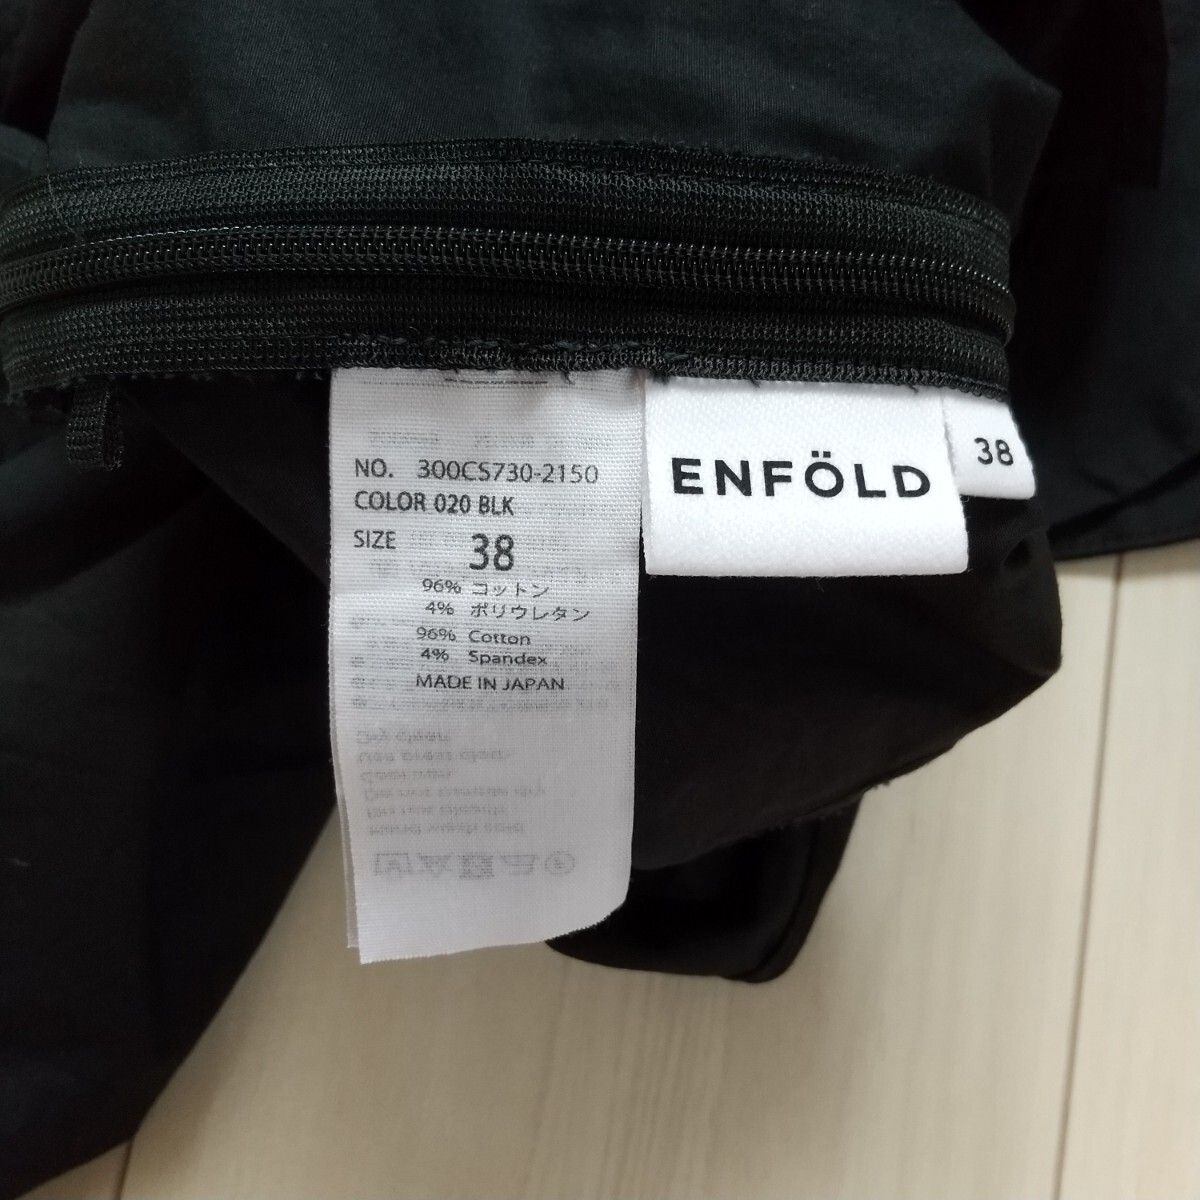 NO. 300CS730-2150
COLOR 020 BLK
SIZE 38
96% コットン
4% ポリウレタン
96% Cotton
4% Spandex
MADE IN JAPAN
ENFÖLD
38